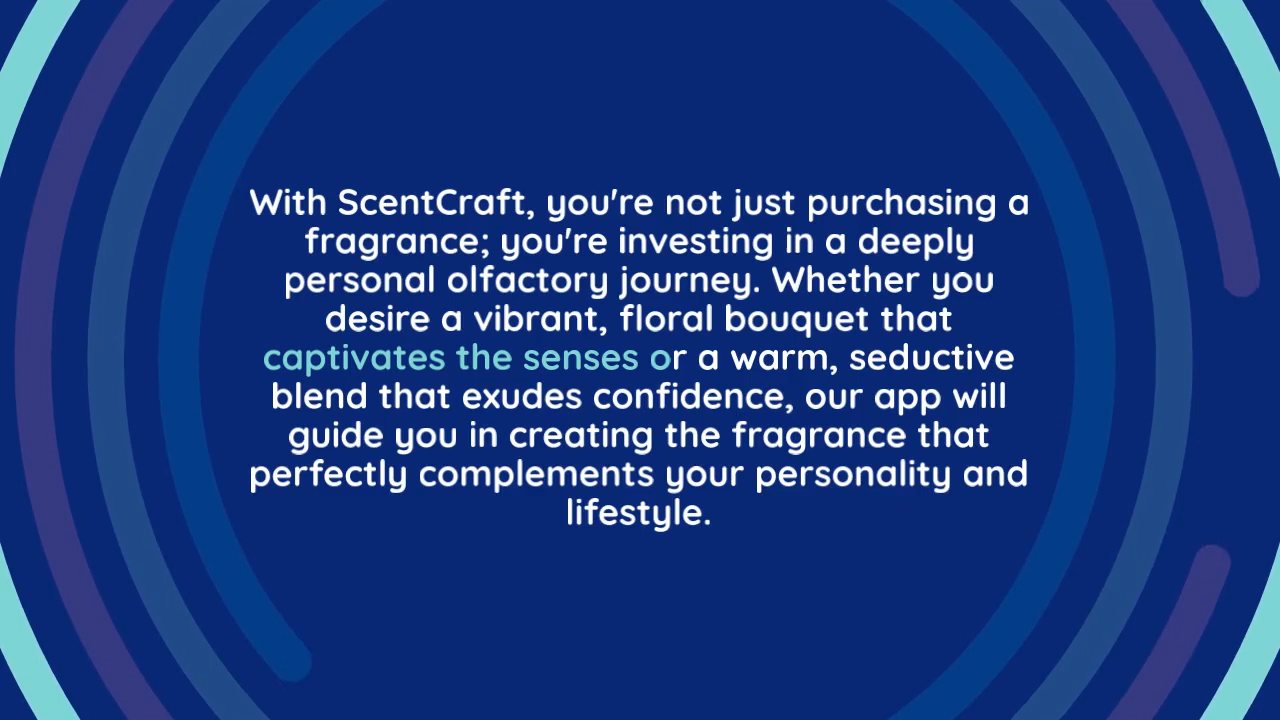 With ScentCraft, you're not just purchasing a
fragrance; you're investing in a deeply
personal olfactory journey. Whether you
desire a vibrant, floral bouquet that
captivates the senses or a warm, seductive
blend that exudes confidence, our app will
guide you in creating the fragrance that
perfectly complements your personality and
lifestyle.